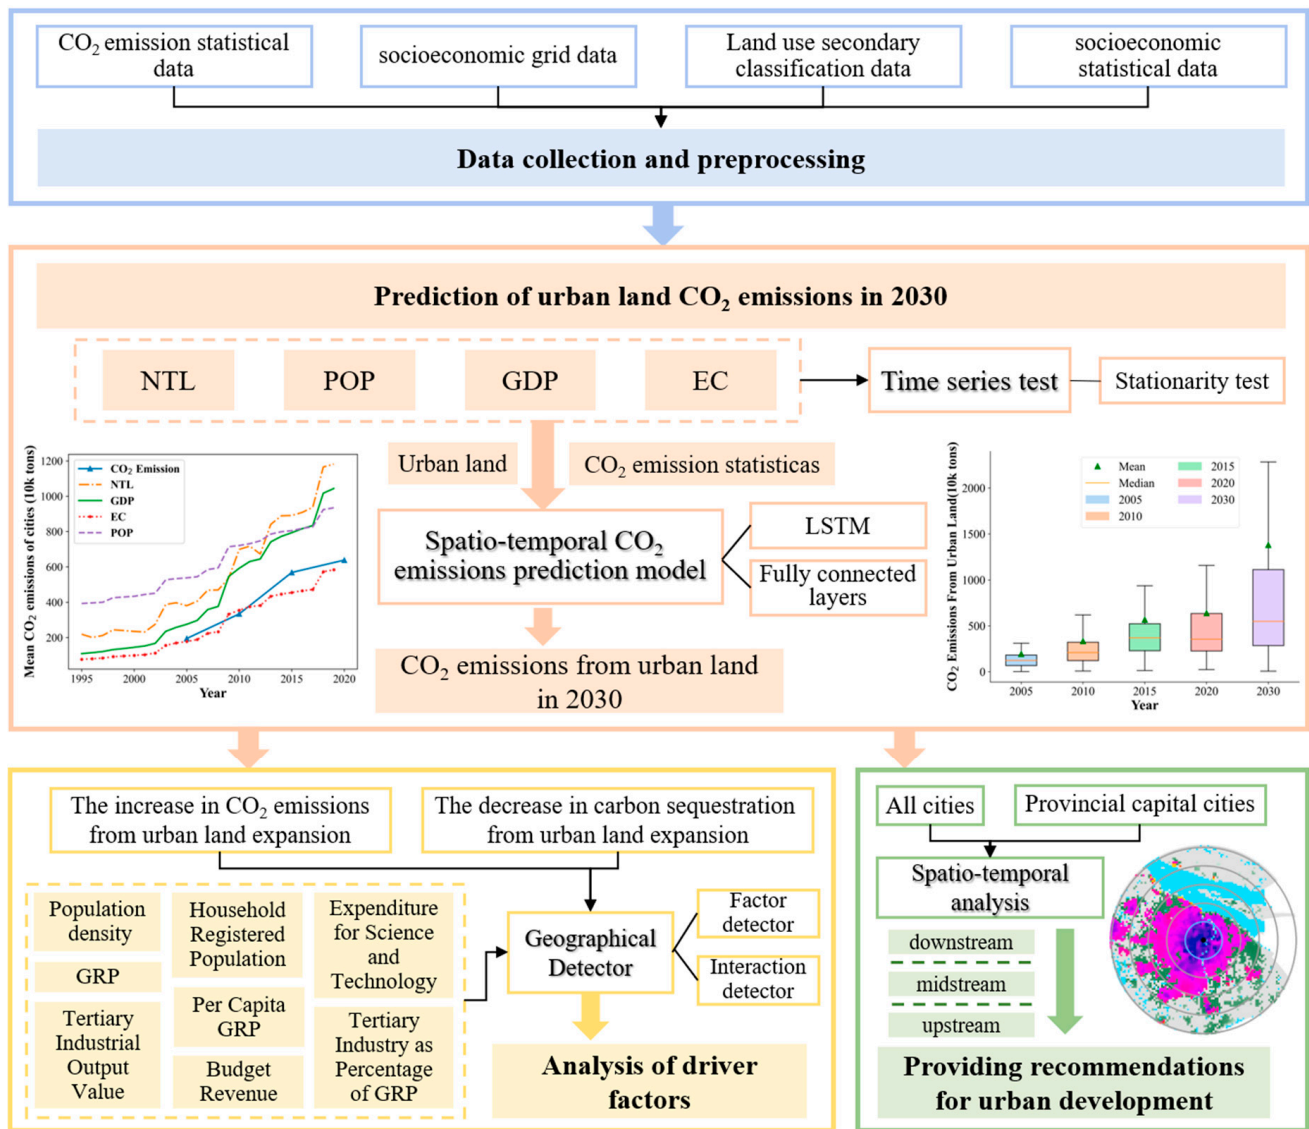 CO₂ emission statistical
data
socioeconomic grid data
Land use secondary
classification data
socioeconomic
statistical data
Data collection and preprocessing
Prediction of urban land CO₂ emissions in 2030
NTL
POP
GDP
EC
Time series test
Stationarity test
Urban land
CO₂ emission statisticas
Mean CO₂ emissions of cities (10k tons)
1200
1000
800
600
400
200
CO₂ Emission
NTL
GDP
EC
POP
1995
2000
2005
2010
2015
2020
Year
Spatio-temporal CO₂
emissions prediction model
LSTM
Fully connected
layers
CO₂ emissions from urban land
in 2030
CO₂ Emissions From Urban Land(10k tons)
2000
1500
1000
500
0
Mean
Median
2005
2010
2015
2020
2030
2005
2010
2015
2020
2030
Year
The increase in CO₂ emissions
from urban land expansion
The decrease in carbon sequestration
from urban land expansion
Population
density
GRP
Tertiary
Industrial
Output
Value
Household
Registered
Population
Per Capita
GRP
Budget
Revenue
Expenditure
for Science
and
Technology
Tertiary
Industry as
Percentage
of GRP
Geographical
Detector
Factor
detector
Interaction
detector
Analysis of driver
factors
All cities
Provincial capital cities
Spatio-temporal
analysis
downstream
midstream
upstream
Providing recommendations
for urban development